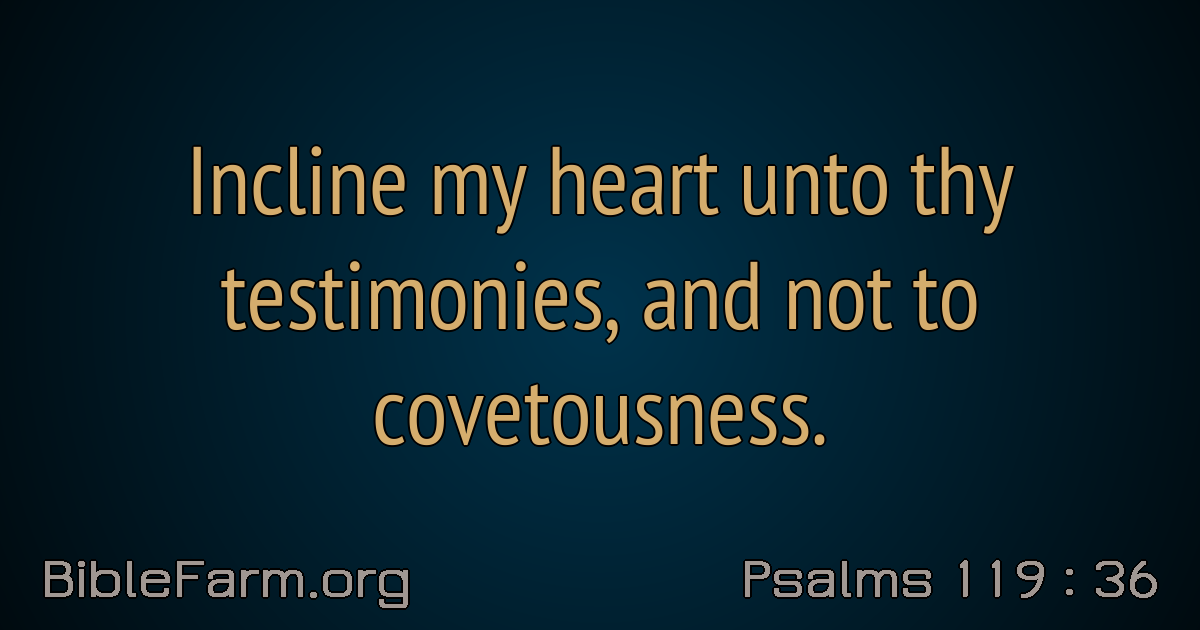 Incline my heart unto thy
testimonies, and not to
covetousness.
BibleFarm.org
Psalms 119 : 36